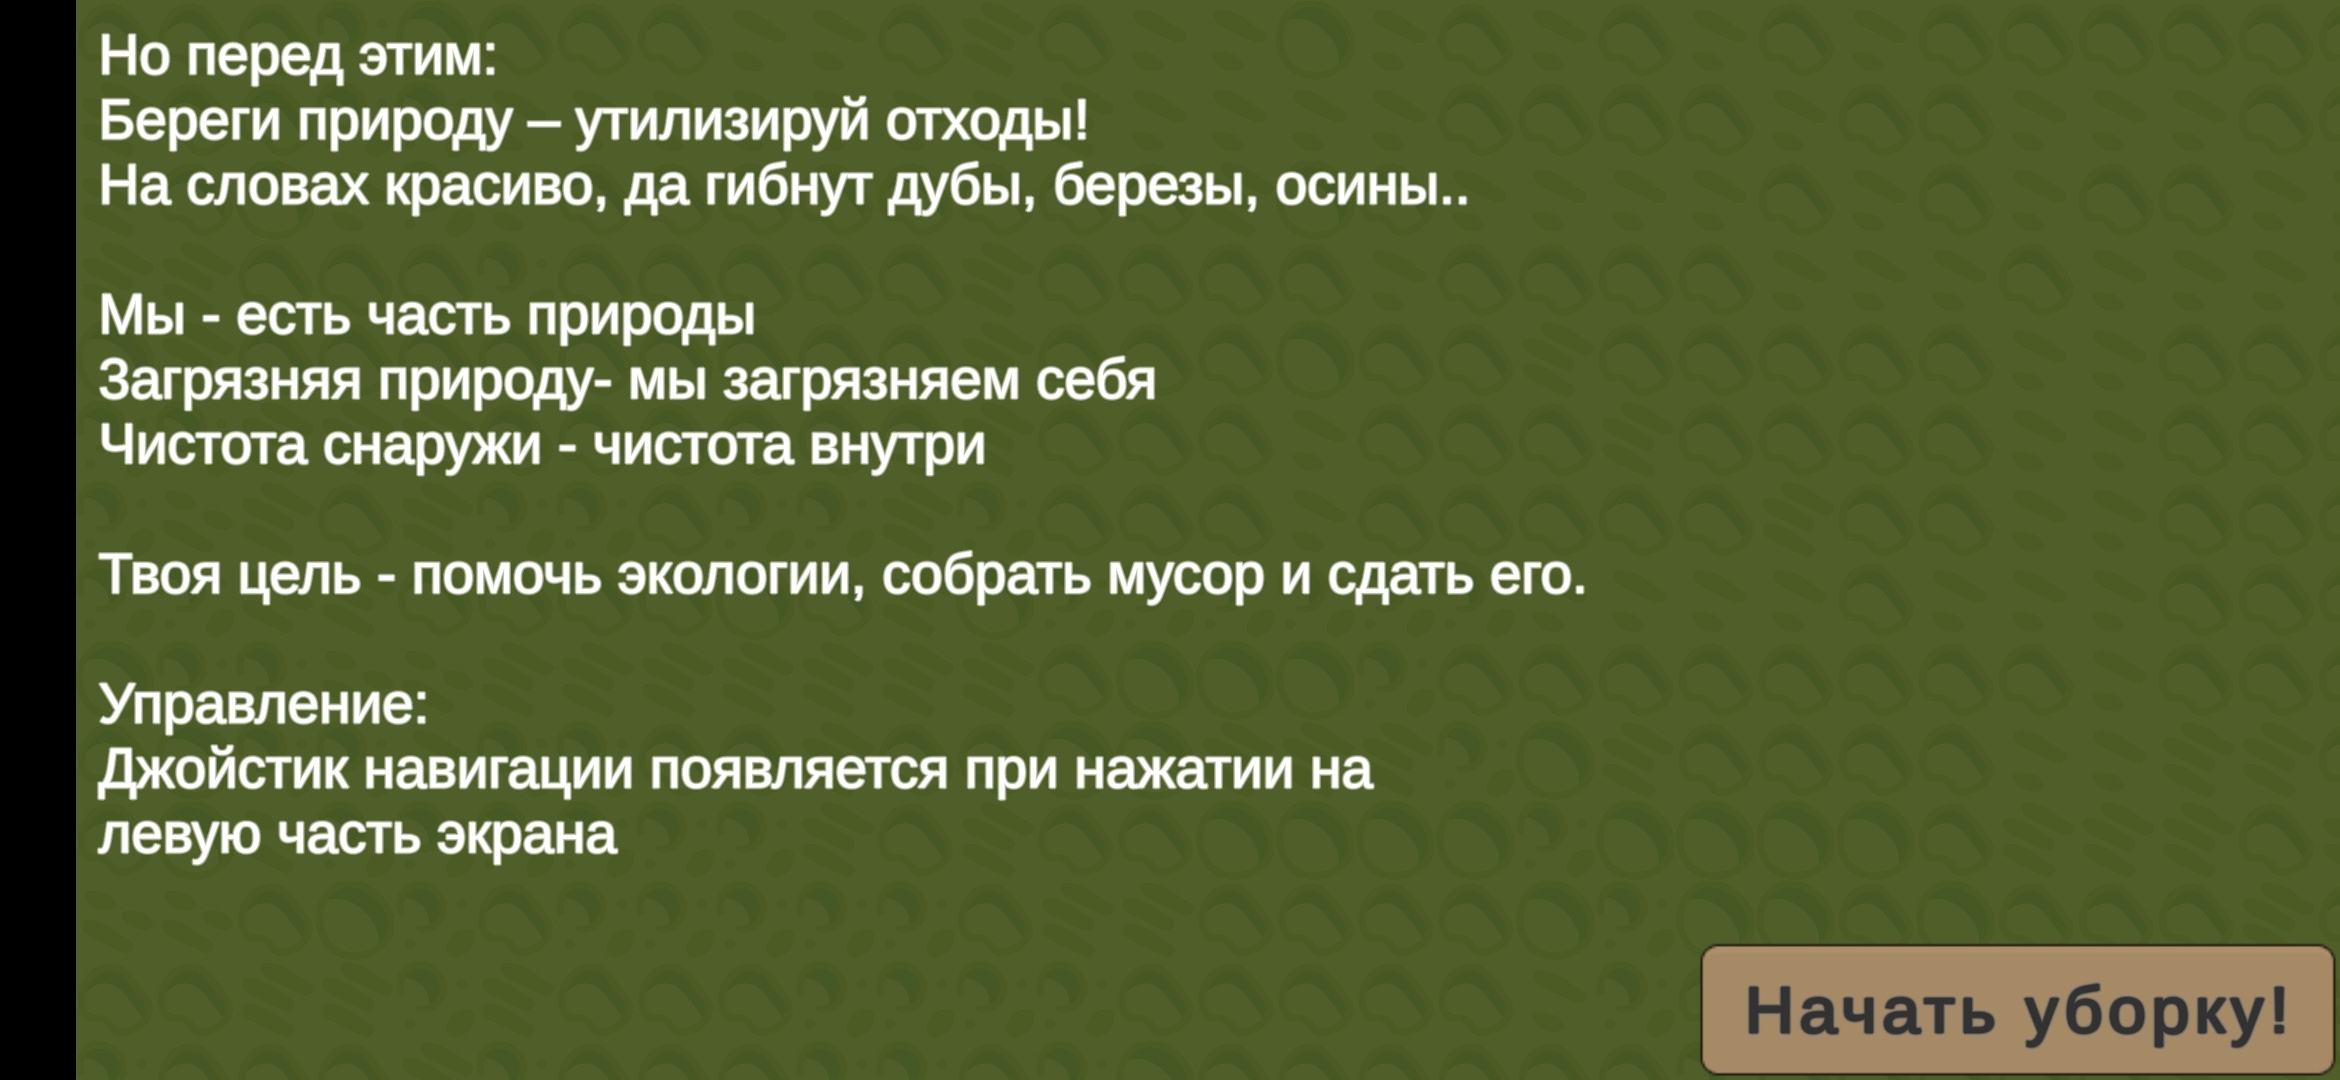 Но перед этим:
Береги природу – утилизируй отходы!
На словах красиво, да гибнут дубы, березы, осины..
Мы - есть часть природы
Загрязняя природу- мы загрязняем себя
Чистота снаружи - чистота внутри
Твоя цель - помочь экологии, собрать мусор и сдать его.
Управление:
Джойстик навигации появляется при нажатии на
левую часть экрана
Начать уборку!